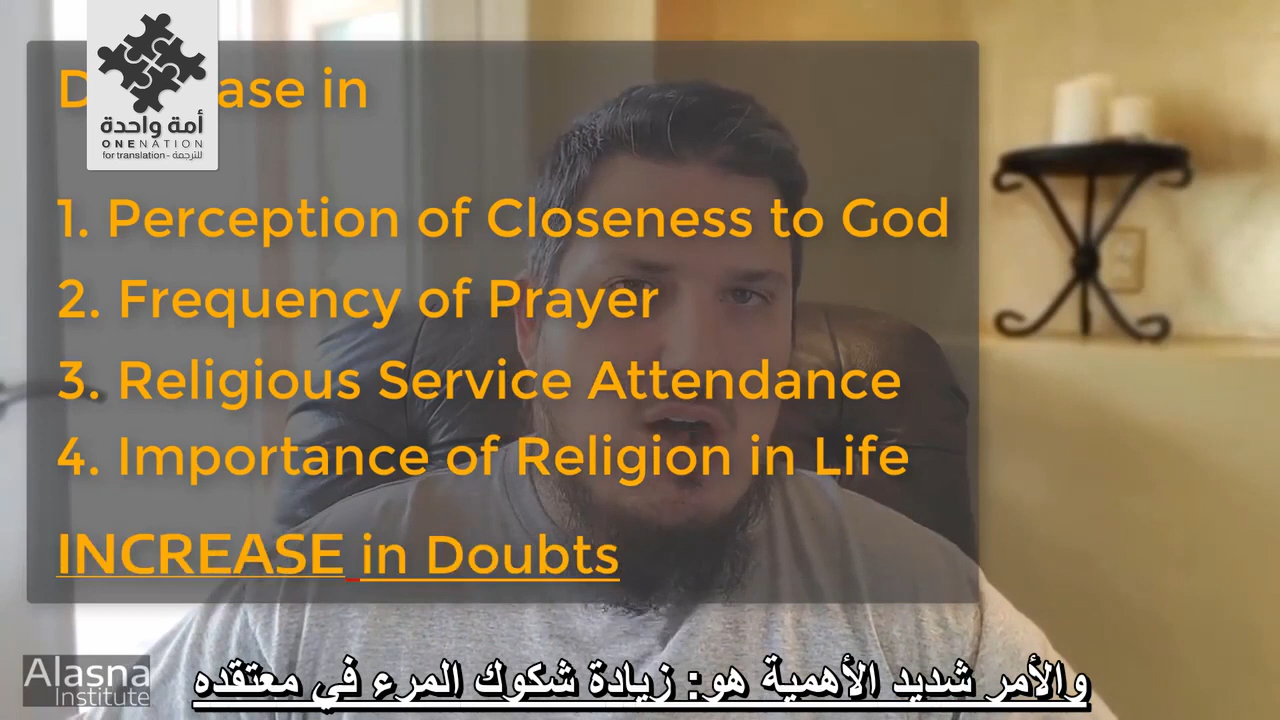 أمة واحدة
ONENATION
for translation - للترجمة
ase in
1. Perception of Closeness to God
2. Frequency of Prayer
3. Religious Service Attendance
4. Importance of Religion in Life
INCREASE in Doubts
Alasna
Institute
والأمر شديد الأهمية هو: زيادة شكوك المرء في معتقده